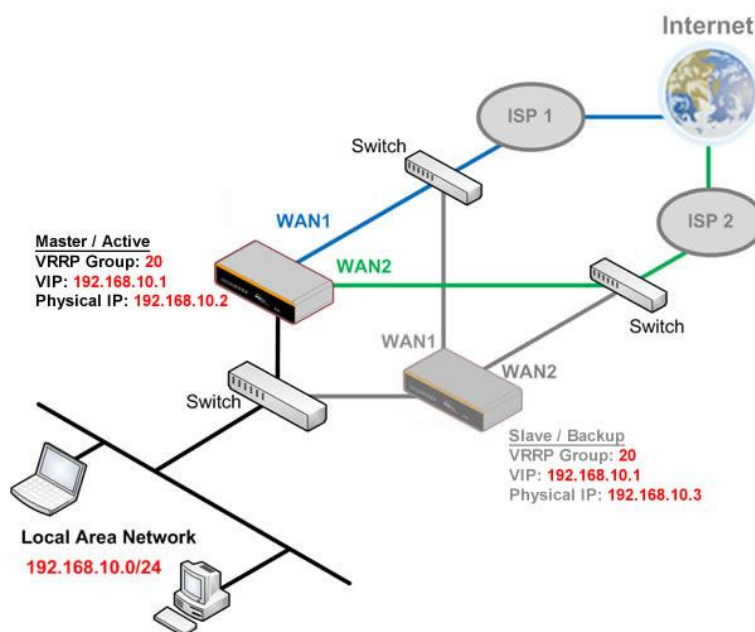 Internet
ISP 1
Switch
WAN1
ISP 2
Master / Active
VRRP Group: 20
VIP: 192.168.10.1
Physical IP: 192.168.10.2
WAN2
Switch
WAN1
WAN2
Switch
Slave / Backup
VRRP Group: 20
VIP: 192.168.10.1
Physical IP: 192.168.10.3
Local Area Network
192.168.10.0/24